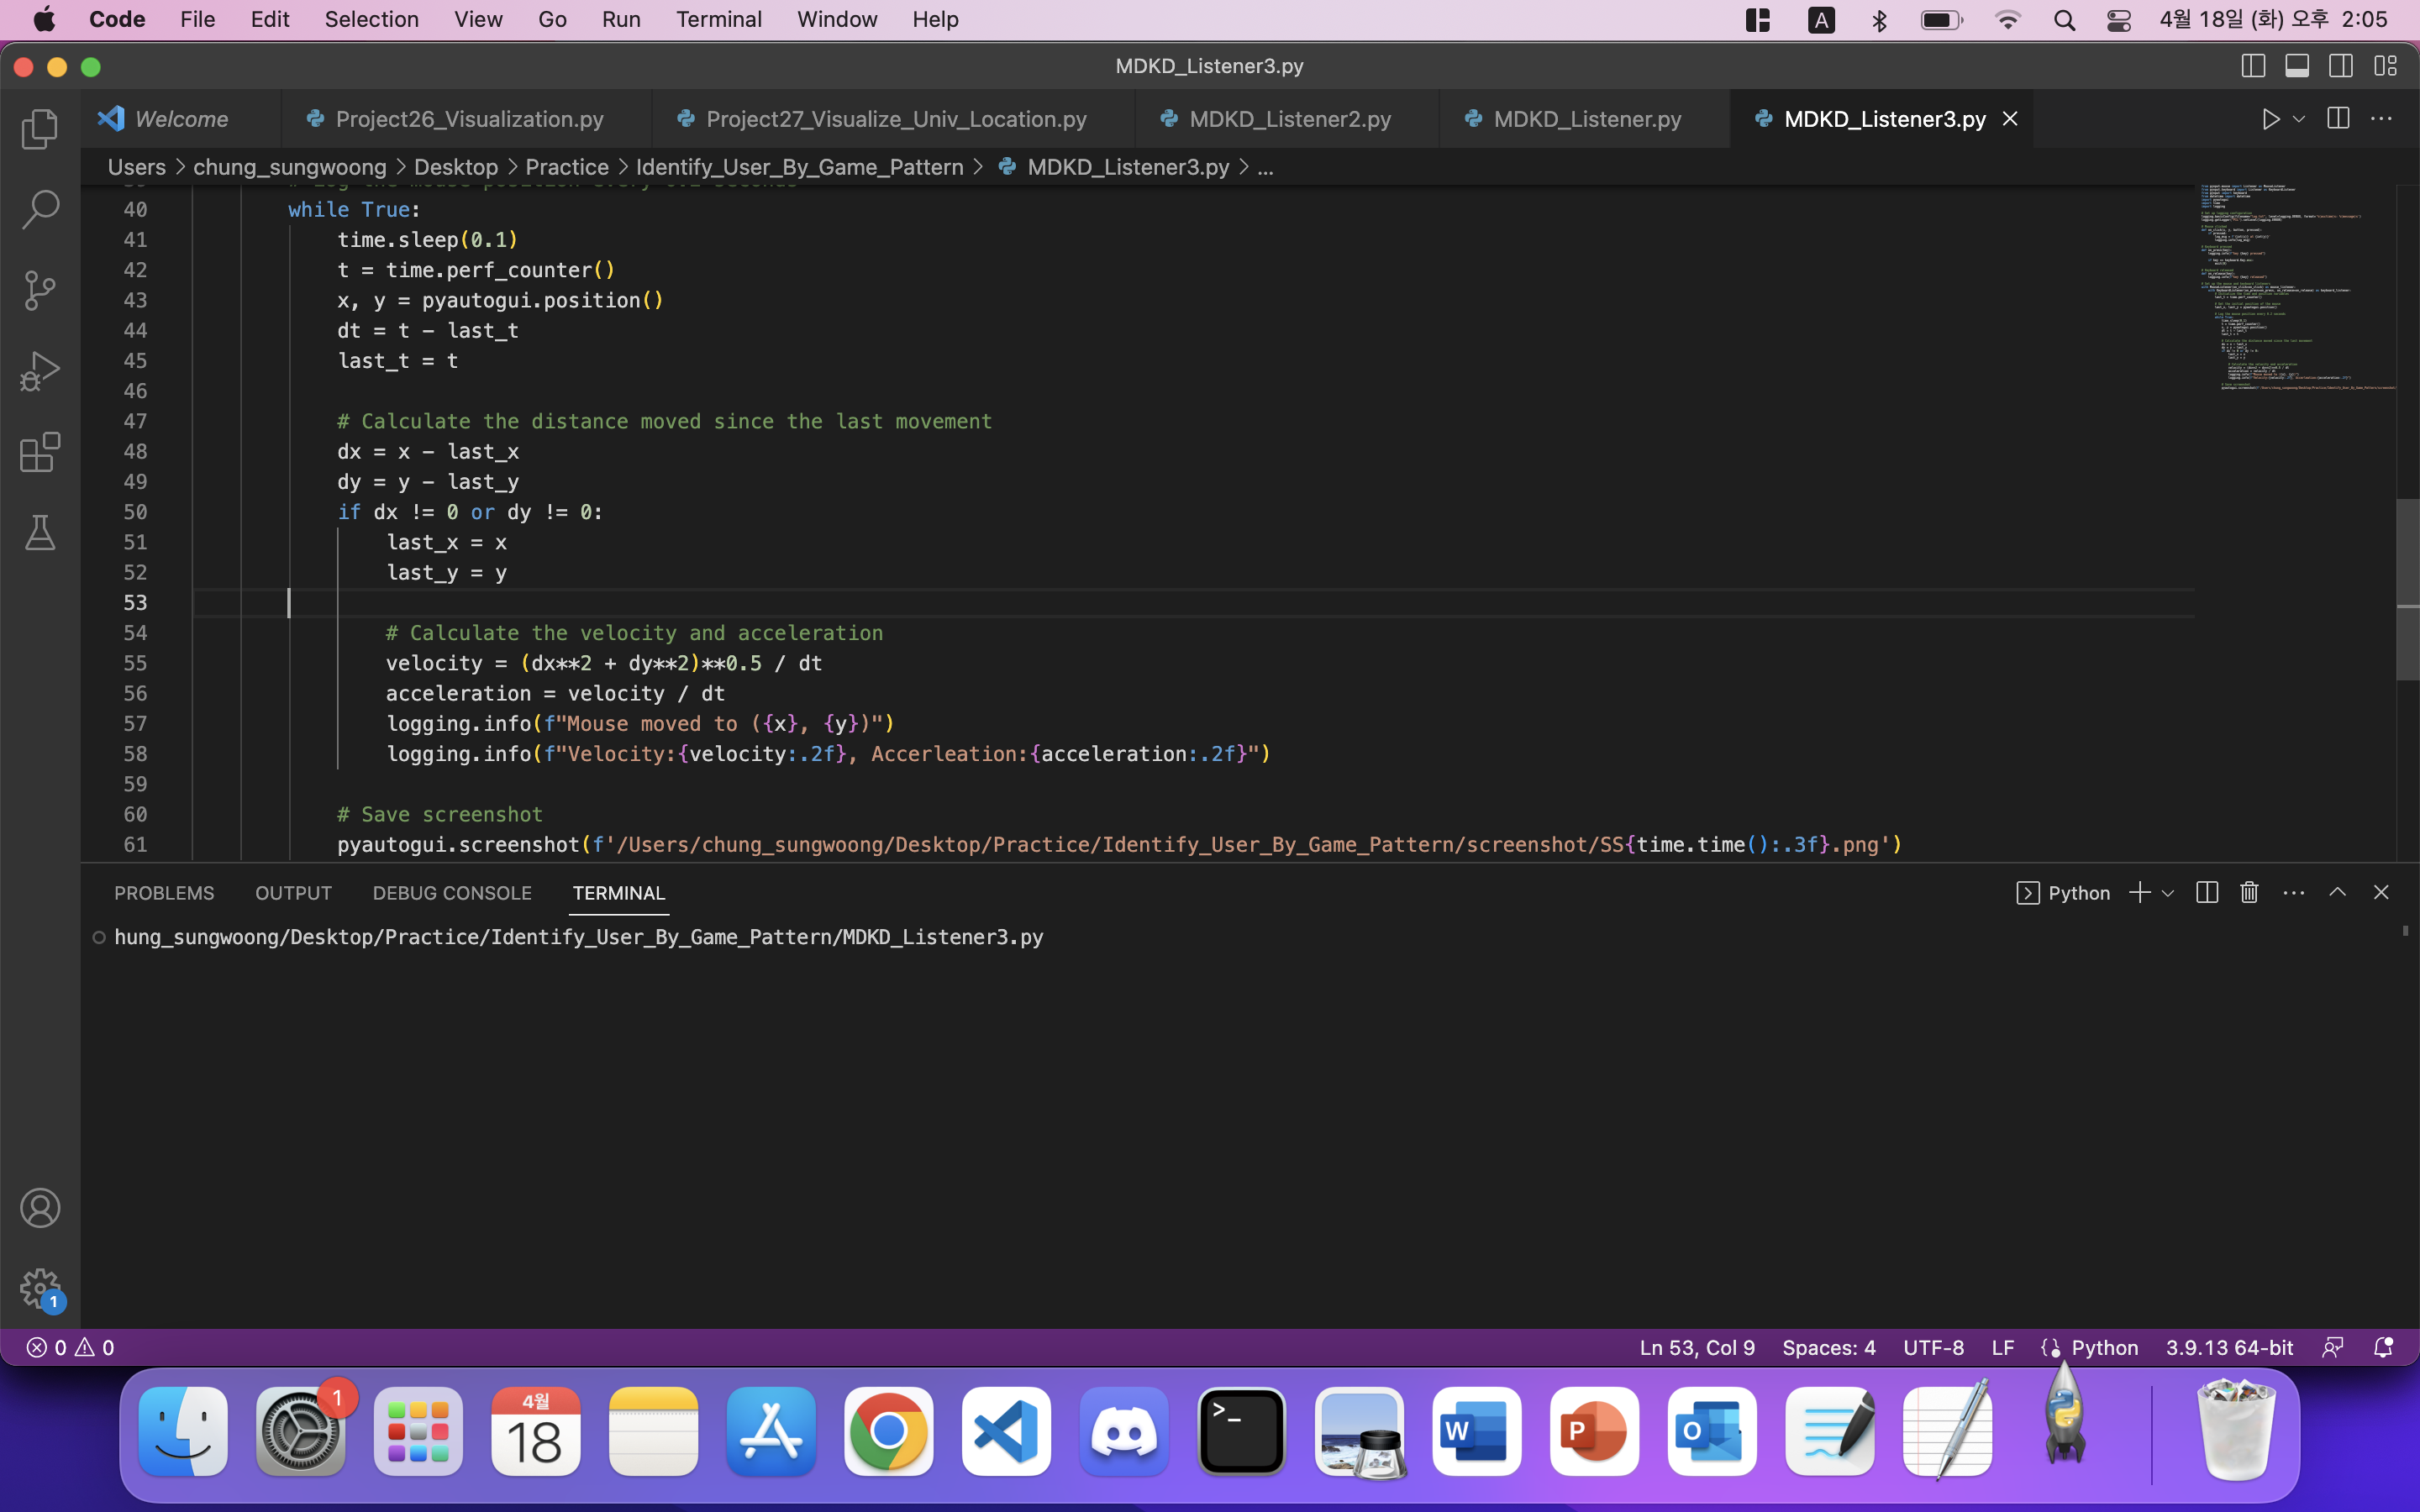 Code File Edit Selection View Go Run Terminal Window Help A 4월 18일 (화) 오후 2:05
MDKD_Listener3.py
Welcome Project26_Visualization.py Project27_Visualize_Univ_Location.py MDKD_Listener2.py MDKD_Listener.py MDKD_Listener3.py
Users > chung_sungwoong > Desktop > Practice > Identify_User_By_Game_Pattern > MDKD_Listener3.py > ...
40 while True:
41 time.sleep(0.1)
42 t = time.perf_counter()
43 x, y = pyautogui.position()
44 dt = t - last_t
45 last_t = t
46
47 # Calculate the distance moved since the last movement
48 dx = x - last_x
49 dy = y - last_y
50 if dx != 0 or dy != 0:
51 last_x = x
52 last_y = y
53
54 # Calculate the velocity and acceleration
55 velocity = (dx**2 + dy**2)**0.5 / dt
56 acceleration = velocity / dt
57 logging.info(f"Mouse moved to ({x}, {y})")
58 logging.info(f"Velocity:{velocity:.2f}, Accerleation:{acceleration:.2f}")
59
60 # Save screenshot
61 pyautogui.screenshot(f'/Users/chung_sungwoong/Desktop/Practice/Identify_User_By_Game_Pattern/screenshot/SS{time.time():.3f}.png')
PROBLEMS OUTPUT DEBUG CONSOLE TERMINAL Python
hung_sungwoong/Desktop/Practice/Identify_User_By_Game_Pattern/MDKD_Listener3.py
1
0 0 Ln 53, Col 9 Spaces: 4 UTF-8 LF Python 3.9.13 64-bit
1
4월
18
>_
W
P
O